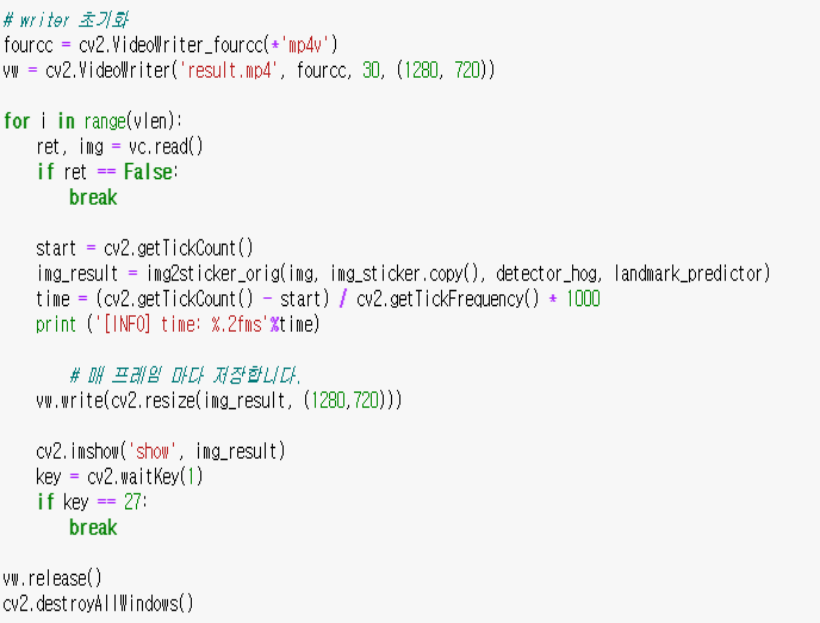 # writer 초기화
fourcc = cv2.VideoWriter_fourcc(*'mp4v')
vw = cv2.VideoWriter('result.mp4', fourcc, 30, (1280, 720))
for i in range(vlen):
ret, img = vc.read()
if ret == False:
break
start = cv2.getTickCount()
img_result = img2sticker_orig(img, img_sticker.copy(), detector_hog, landmark_predictor)
time = (cv2.getTickCount() - start) / cv2.getTickFrequency() * 1000
print ('[INFO] time: %.2fms'%time)
# 매 프레임 마다 저장합니다.
vw.write(cv2.resize(img_result, (1280,720)))
cv2.imshow('show', img_result)
key = cv2.waitKey(1)
if key == 27:
break
vw.release()
cv2.destroyAllWindows()